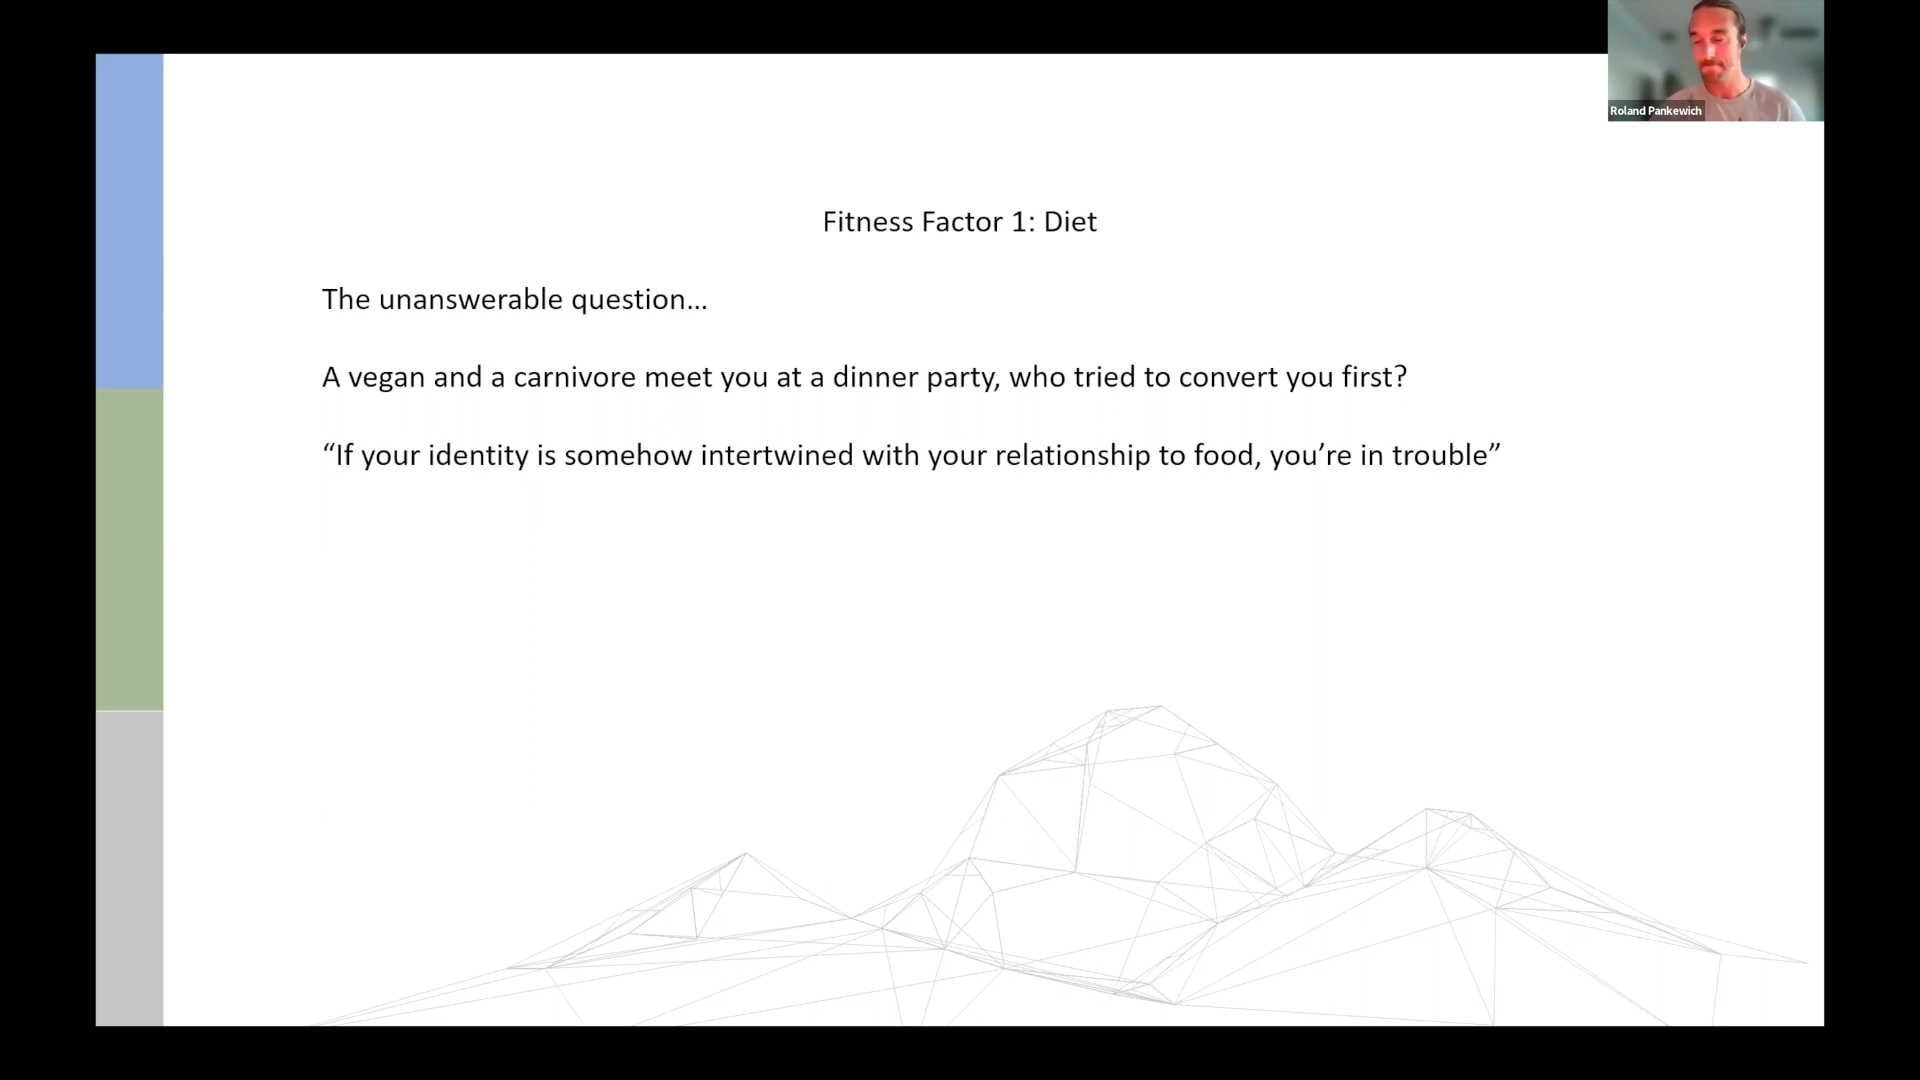 Roland Pankewich
Fitness Factor 1: Diet
The unanswerable question…
A vegan and a carnivore meet you at a dinner party, who tried to convert you first?
“If your identity is somehow intertwined with your relationship to food, you’re in trouble”